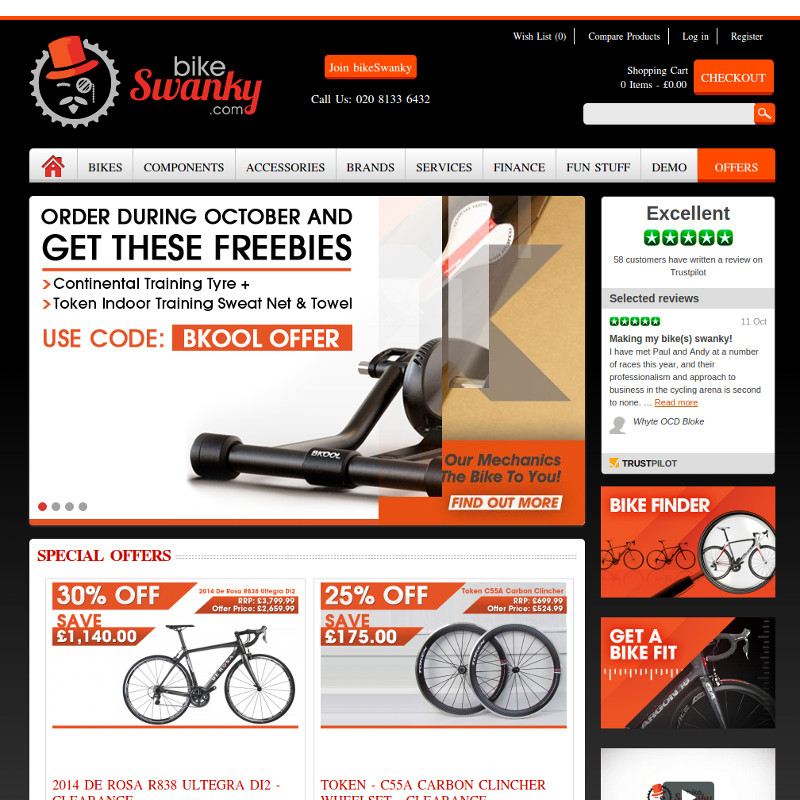 Wish List (0)
Compare Products
Log in
Register
bike
Swanky
.com
Join bikeSwanky
Call Us: 020 8133 6432
Shopping Cart
0 Items - £0.00
CHECKOUT
BIKES
COMPONENTS
ACCESSORIES
BRANDS
SERVICES
FINANCE
FUN STUFF
DEMO
OFFERS
ORDER DURING OCTOBER AND
GET THESE FREEBIES
Continental Training Tyre +
Token Indoor Training Sweat Net & Towel
USE CODE: BKOOL OFFER
BKOOL
Our Mechanics
The Bike To You!
FIND OUT MORE
Excellent
58 customers have written a review on
Trustpilot
Selected reviews
11 Oct
Making my bike(s) swanky!
I have met Paul and Andy at a number
of races this year, and their
professionalism and approach to
business in the cycling arena is second
to none. ... Read more
Whyte OCD Bloke
TRUSTPILOT
BIKE FINDER
GET A
BIKE FIT
ARGON 18
SPECIAL OFFERS
30% OFF
2014 De Rosa R838 Ultegra Di2
RRP: £3,799.99
Offer Price: £2,659.99
SAVE
£1,140.00
25% OFF
Token C55A Carbon Clincher
RRP: £699.99
Offer Price: £524.99
SAVE
£175.00
2014 DE ROSA R838 ULTEGRA DI2 -
CLEARANCE
TOKEN - C55A CARBON CLINCHER
WHEELSET - CLEARANCE
Swanky